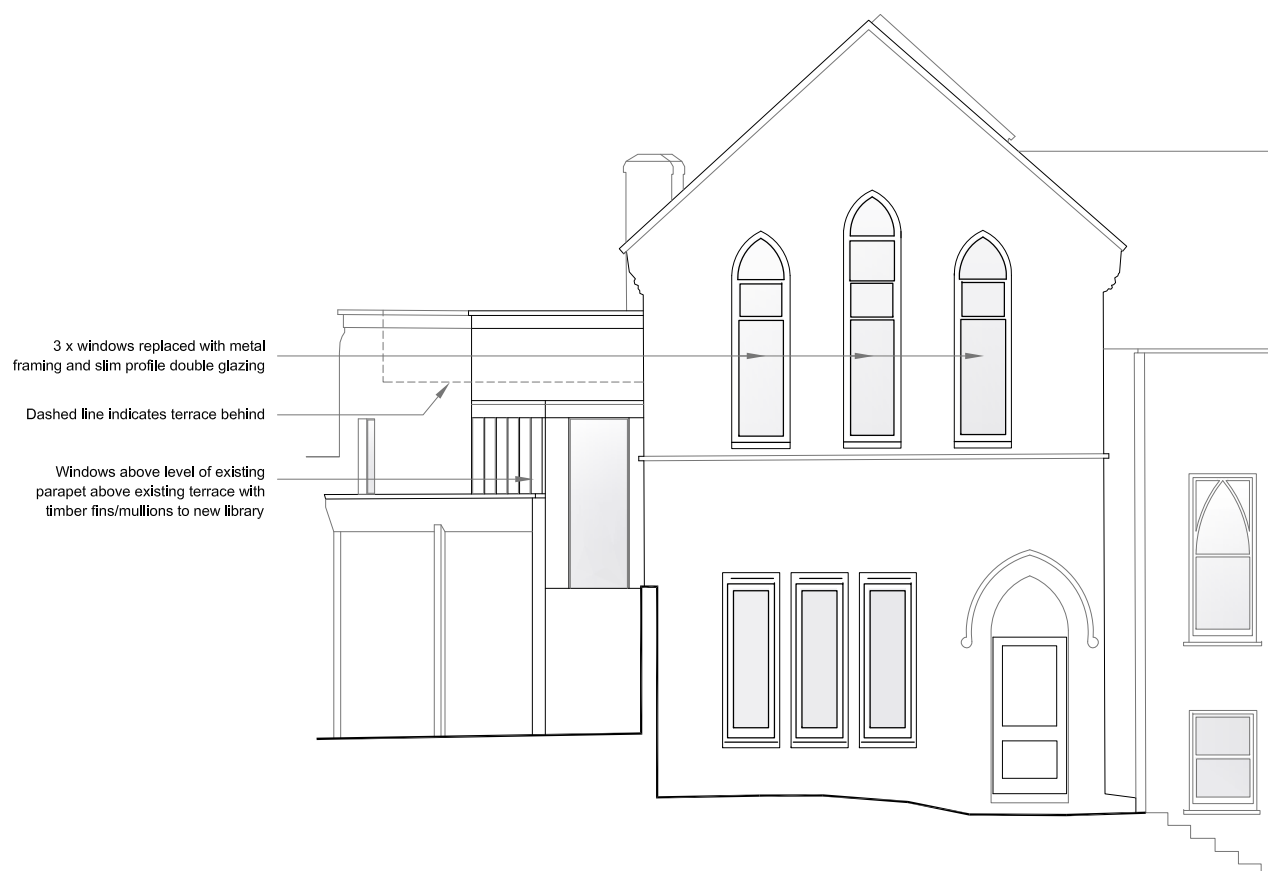 3 x windows replaced with metal
framing and slim profile double glazing
Dashed line indicates terrace behind
Windows above level of existing
parapet above existing terrace with
timber fins/mullions to new library